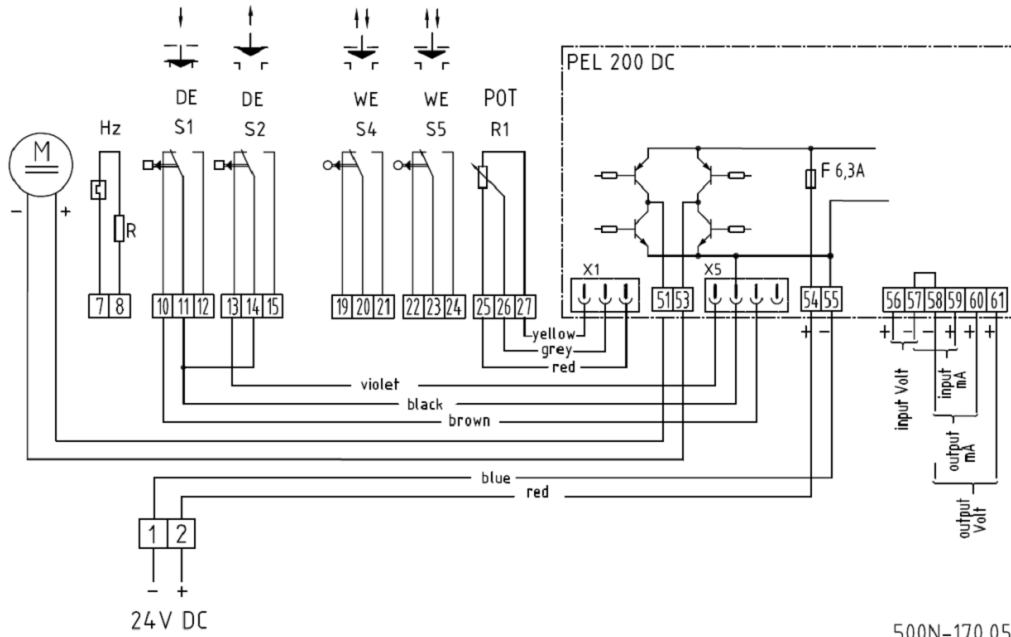 PEL 200 DC
DE DE WE WE POT
Hz S1 S2 S4 S5 R1
M
F 6,3A
- +
R
X1 X5
7 8 10 11 12 13 14 15 19 20 21 22 23 24 25 26 27 51 53 54 55 56 57 58 59 60 61
yellow
+ - + - - + + +
grey
red
violet
black
brown
input Volt
input mA
output mA
output Volt
blue
red
1 2
- +
24V DC
500N-170.05